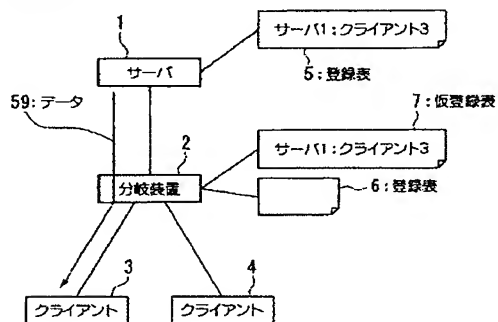 1
サーバ1:クライアント3
サーバ
5:登録表
59:データ
7:仮登録表
2
サーバ1:クライアント3
分岐装置
6:登録表
3
4
クライアント
クライアント